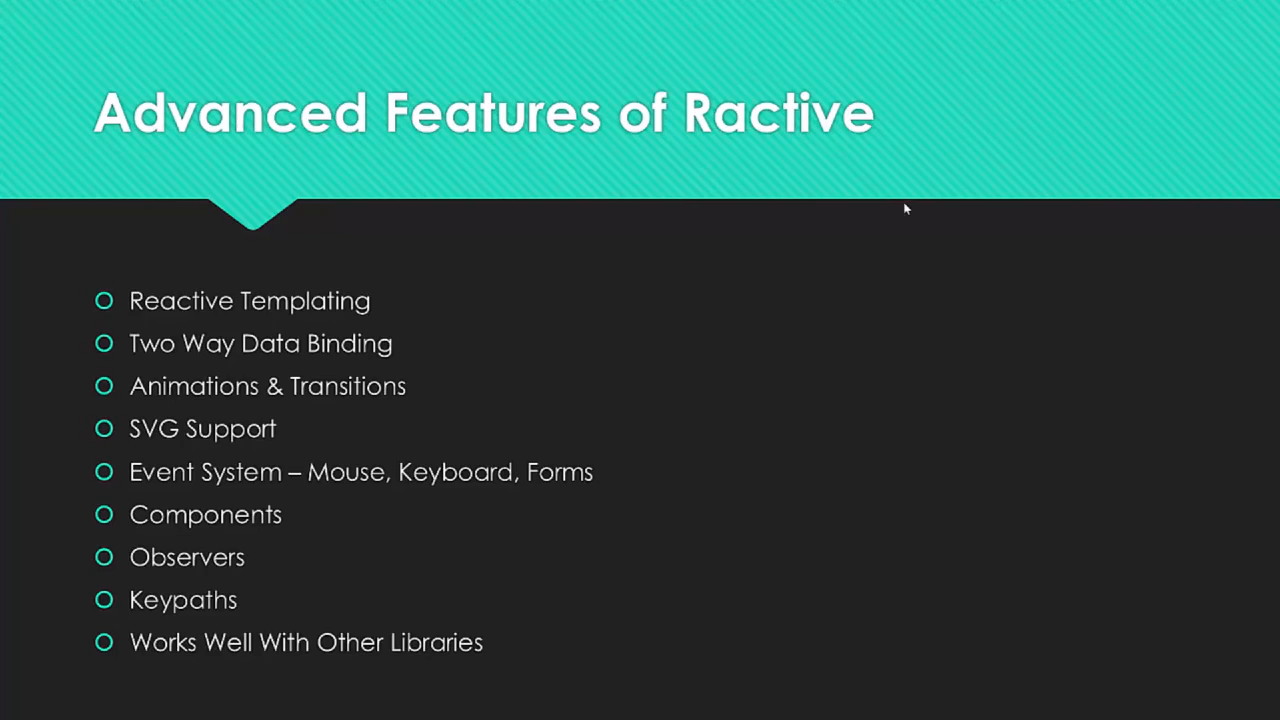 Advanced Features of Ractive
Reactive Templating
Two Way Data Binding
Animations & Transitions
SVG Support
Event System – Mouse, Keyboard, Forms
Components
Observers
Keypaths
Works Well With Other Libraries